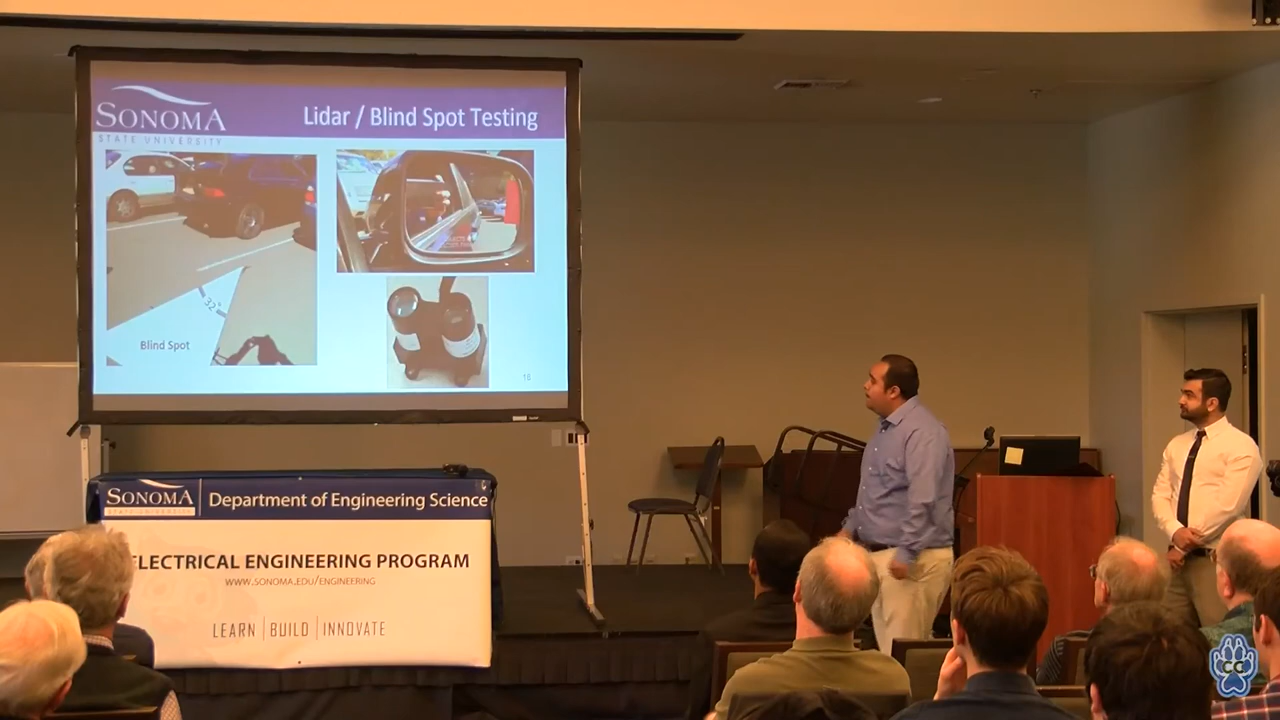 SONOMA
STATE UNIVERSITY
Lidar / Blind Spot Testing
32°
Blind Spot
16
SONOMA
STATE UNIVERSITY
Department of Engineering Science
ELECTRICAL ENGINEERING PROGRAM
WWW.SONOMA.EDU/ENGINEERING
LEARN | BUILD | INNOVATE
CC